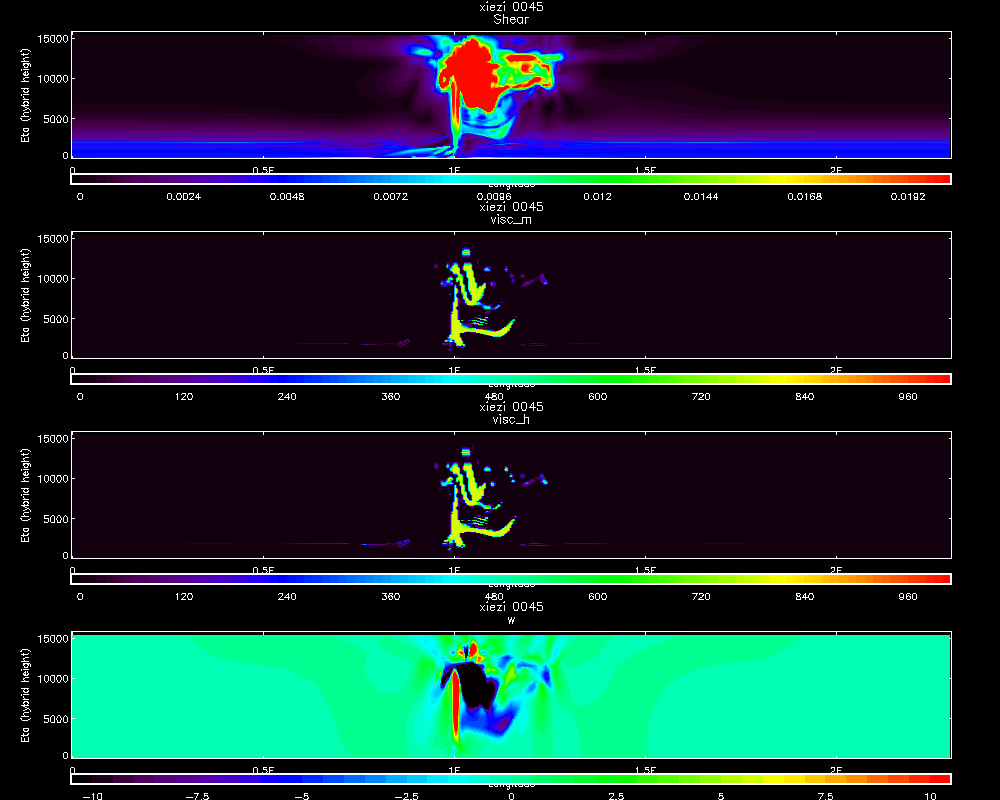 xiezi 0045
Shear
Eta (hybrid height)
15000
10000
5000
0
0 0.5E 1E 1.5E 2E
0 0.0024 0.0048 0.0072 0.0096 0.012 0.0144 0.0168 0.0192
xiezi 0045
visc_m
Eta (hybrid height)
15000
10000
5000
0
0 0.5E 1E 1.5E 2E
0 120 240 360 480 600 720 840 960
xiezi 0045
visc_h
Eta (hybrid height)
15000
10000
5000
0
0 0.5E 1E 1.5E 2E
0 120 240 360 480 600 720 840 960
xiezi 0045
w
Eta (hybrid height)
15000
10000
5000
0
0 0.5E 1E 1.5E 2E
-10 -7.5 -5 -2.5 0 2.5 5 7.5 10